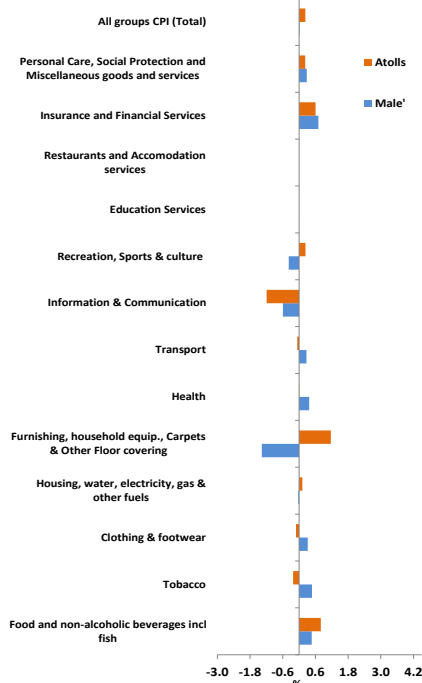 All groups CPI (Total)
Personal Care, Social Protection and
Miscellaneous goods and services
Atolls
Male'
Insurance and Financial Services
Restaurants and Accomodation
services
Education Services
Recreation, Sports & culture
Information & Communication
Transport
Health
Furnishing, household equip., Carpets
& Other Floor covering
Housing, water, electricity, gas &
other fuels
Clothing & footwear
Tobacco
Food and non-alcoholic beverages incl
fish
-3.0 -1.8 -0.6 0.6 1.8 3.0 4.2
%